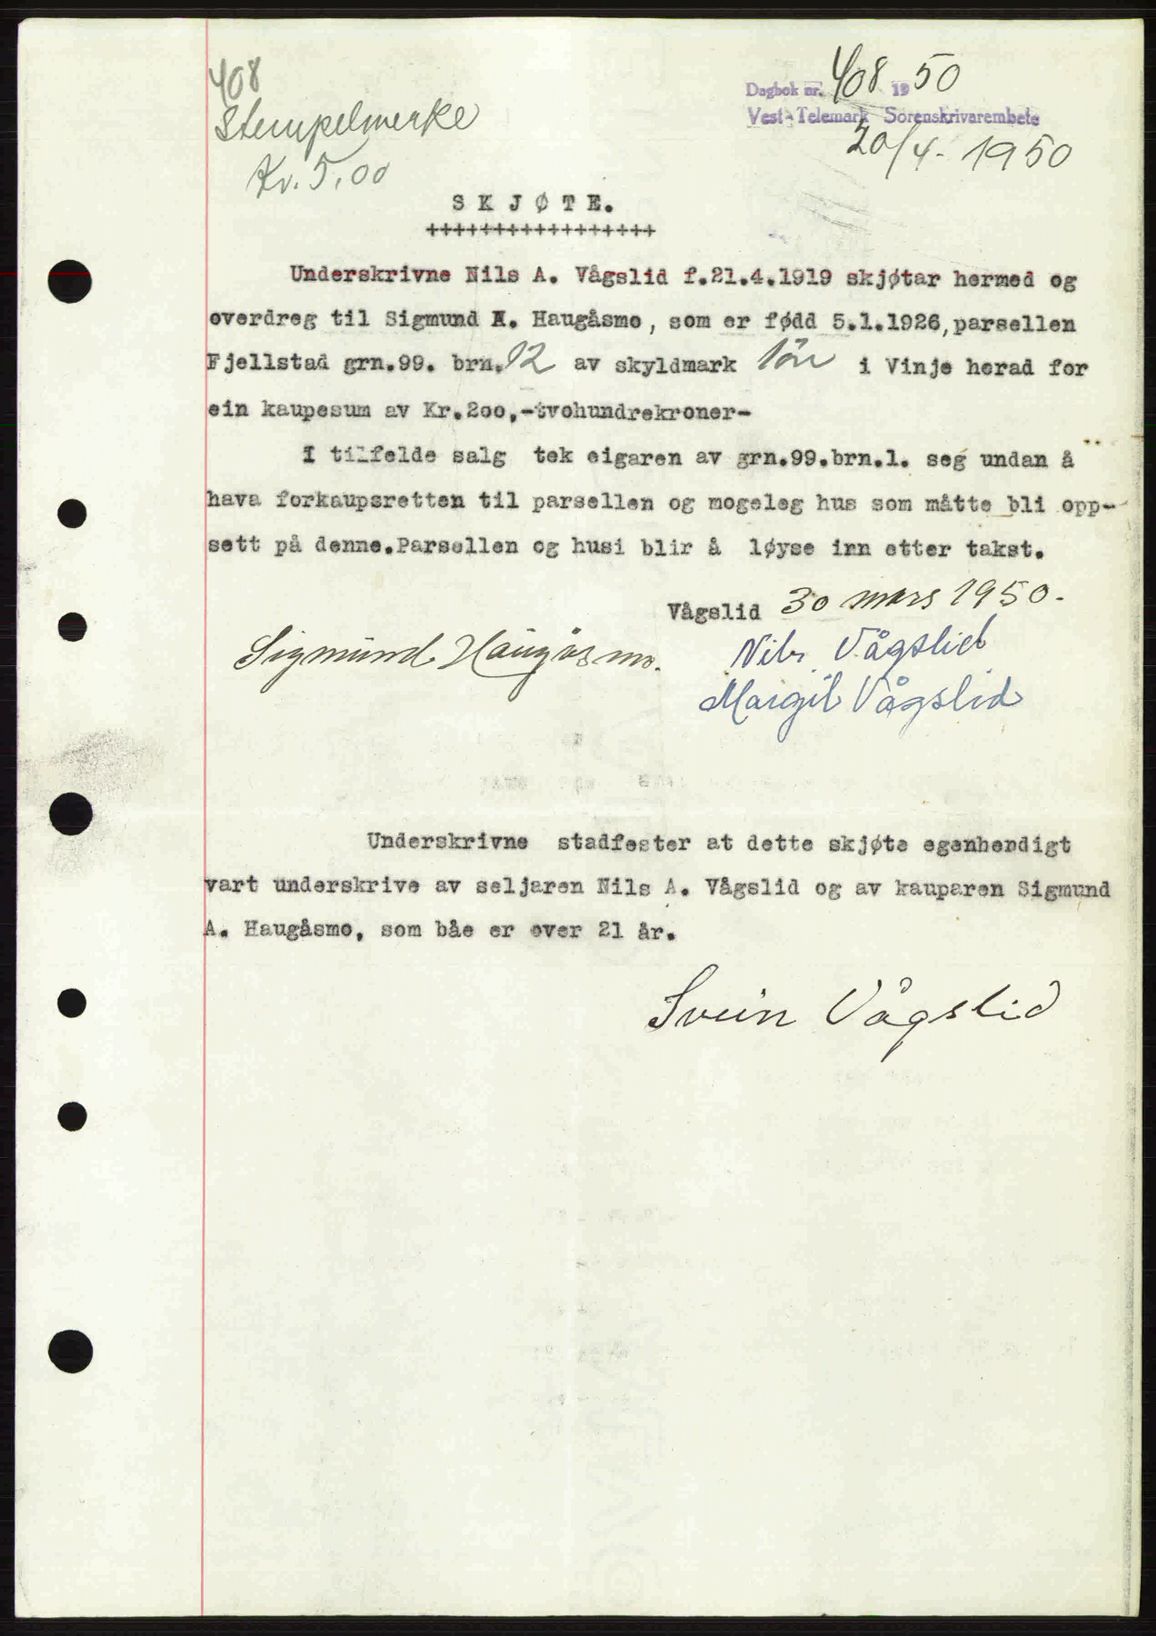 408
Stempelmerke
Kr. 5,00
Dagbok nr. 408 1950
Vest-Telemark Sorenskrivarembete
20/4. 1950
S K J Ø T E.
+++++++++++++++++
Underskrivne Nils A. Vågslid f.21.4.1919 skjøtar hermed og
overdreg til Sigmund A. Haugåsmo, som er fødd 5.1.1926,parsellen
Fjellstad grn.99. brn.12 av skyldmark 1 øre i Vinje herad for
ein kaupesum av Kr.2oo,-tvohundrekroner-
I tilfelde salg tek eigaren av grn.99.brn.1. seg undan å
hava forkaupsretten til parsellen og mogeleg hus som måtte bli opp-
sett på denne.Parsellen og husi blir å løyse inn etter takst.
Vågslid 30 mars 1950.
Sigmund Haugåsmo.
Nils Vågslid
Margit Vågslid
Underskrivne stadfester at dette skjøte egenhendigt
vart underskrive av seljaren Nils A. Vågslid og av kauparen Sigmund
A. Haugåsmo, som båe er over 21 år.
Svein Vågslid